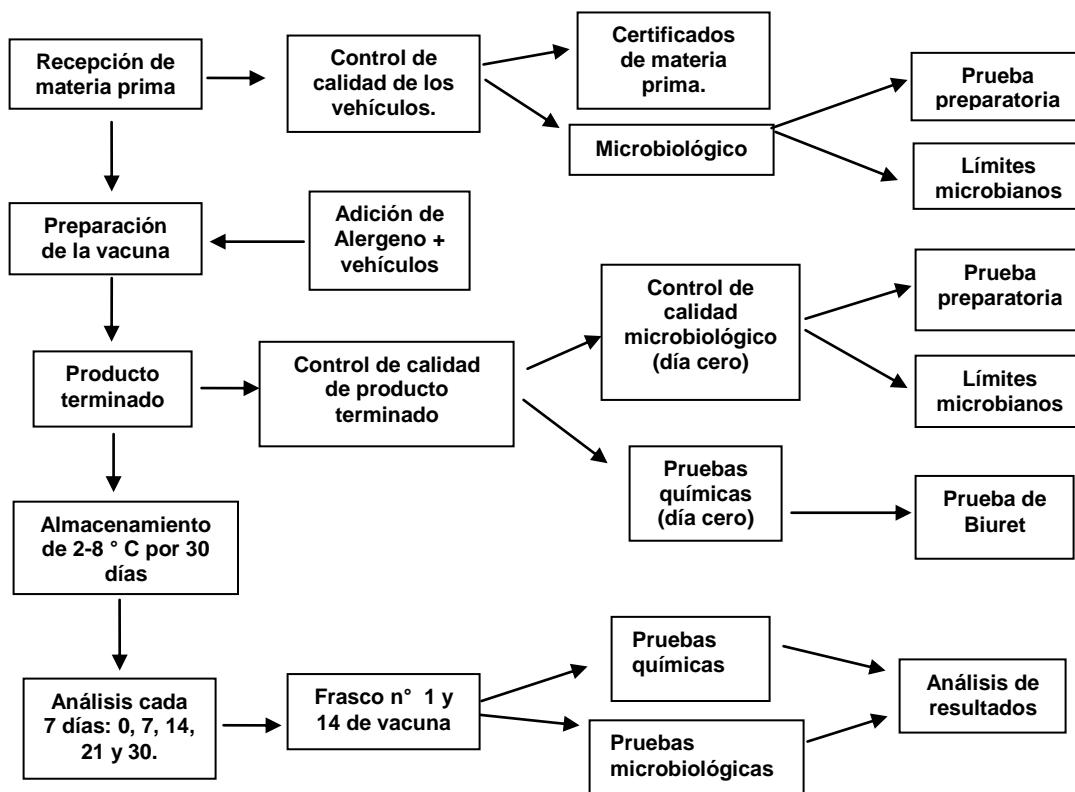 Recepción de
materia prima
Control de
calidad de los
vehículos.
Certificados
de materia
prima.
Microbiológico
Prueba
preparatoria
Límites
microbianos
Preparación
de la vacuna
Adición de
Alergeno +
vehículos
Producto
terminado
Control de calidad
de producto
terminado
Control de
calidad
microbiológico
(día cero)
Prueba
preparatoria
Límites
microbianos
Pruebas
químicas
(día cero)
Prueba de
Biuret
Almacenamiento
de 2-8 ° C por 30
días
Análisis cada
7 días: 0, 7, 14,
21 y 30.
Frasco n° 1 y
14 de vacuna
Pruebas
químicas
Pruebas
microbiológicas
Análisis de
resultados